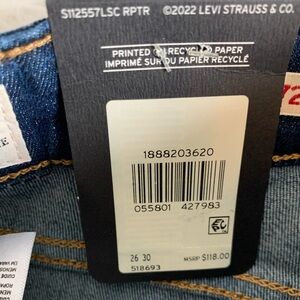 S112557LSC RPTR ©2022 LEVI STRAUSS & CO.
PRINTED ON RECYCLED PAPER
IMPRIMÉ SUR DU PAPIER RECYCLÉ
1888203620
055801 427983
26 30 MSRP $118.00
518693